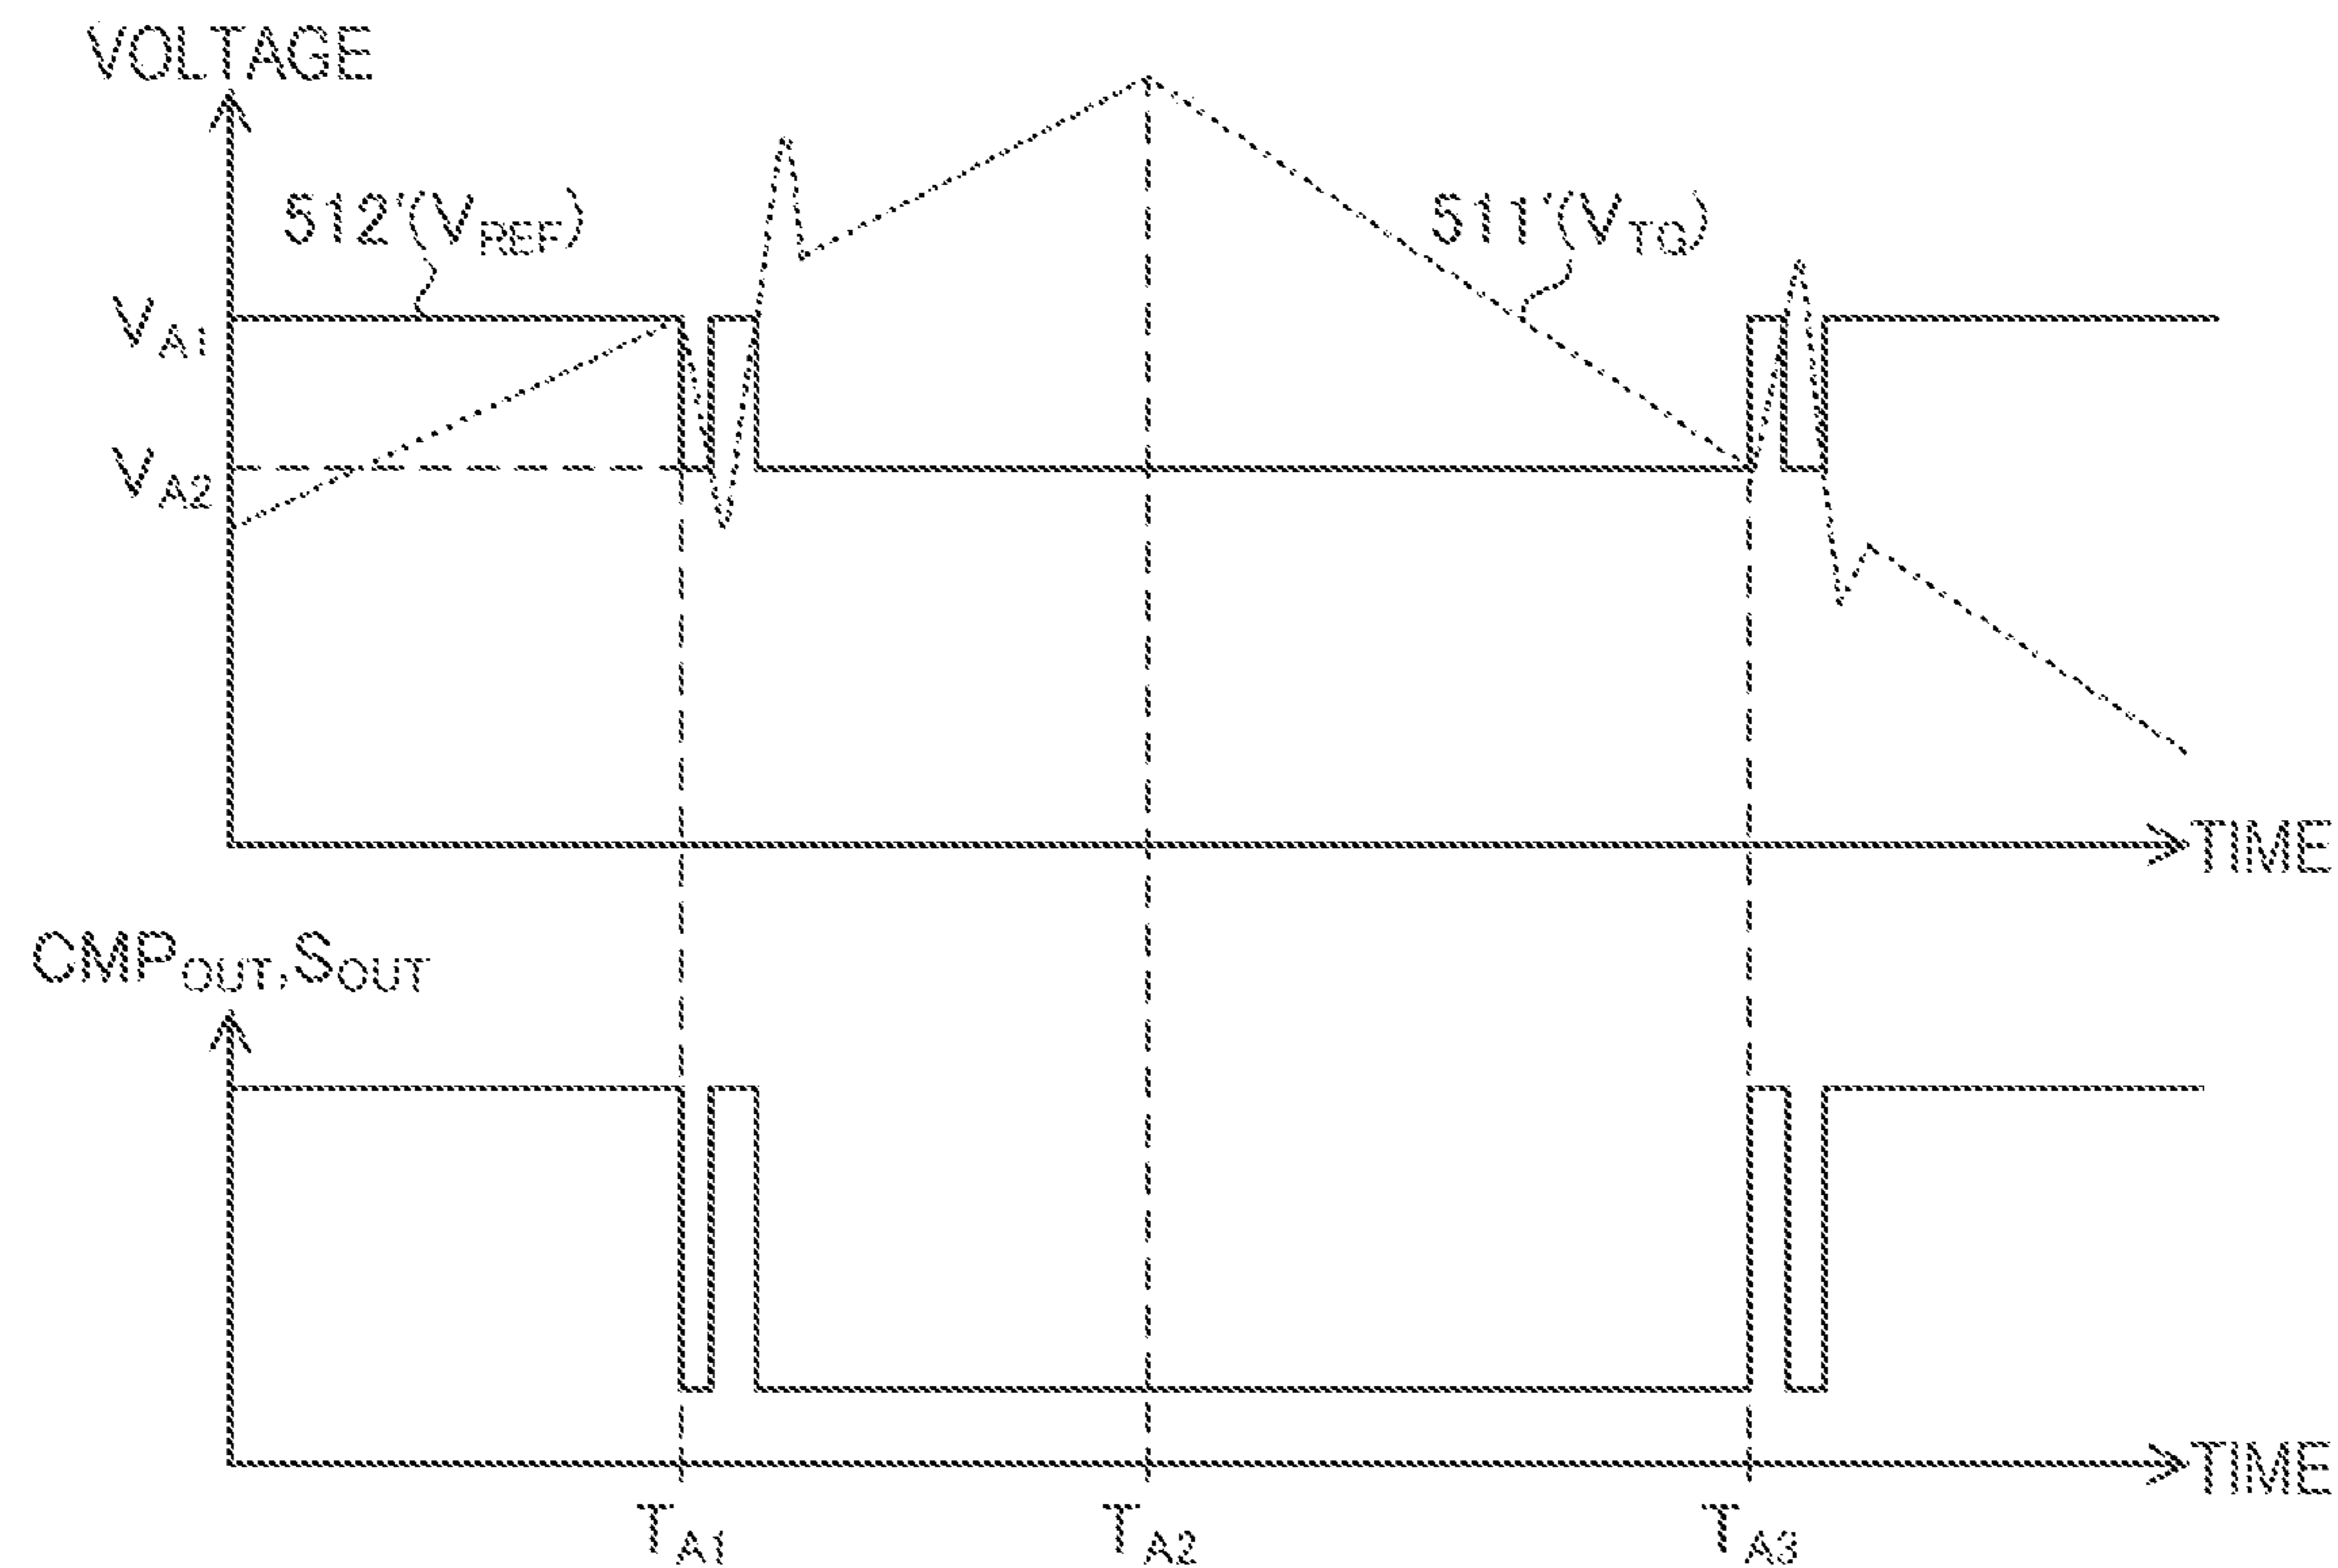 VOLTAGE
512'(VREF)
511'(VTG)
VA1
VA2
TIME
CMPOUT,SOUT
TIME
TA1
TA2
TA3